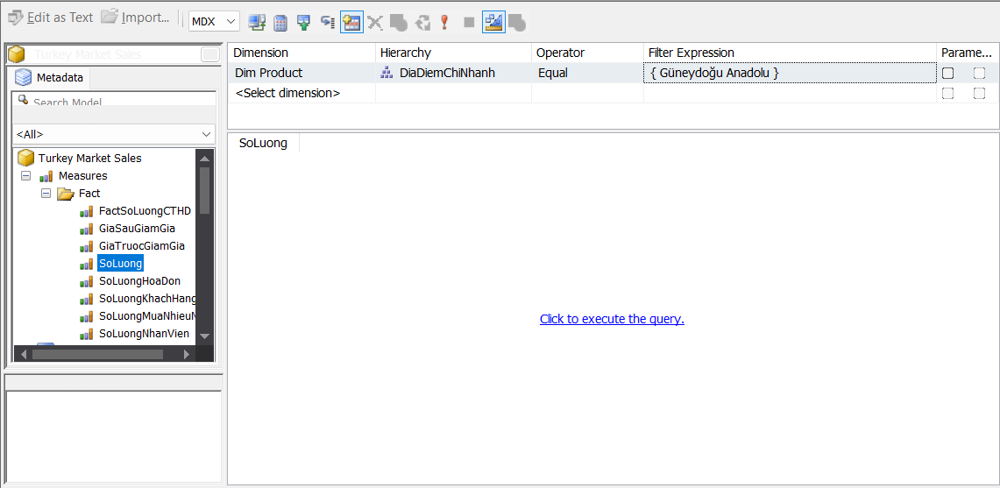 Edit as Text Import... MDX
Turkey Market Sales
Metadata
Search Model
<All>
Turkey Market Sales
Measures
Fact
FactSoLuongCTHD
GiaSauGiamGia
GiaTruocGiamGia
SoLuong
SoLuongHoaDon
SoLuongKhachHang
SoLuongMuaNhieuN
SoLuongNhanVien
Dimension Hierarchy Operator Filter Expression Parame...
Dim Product DiaDiemChiNhanh Equal { Güneydoğu Anadolu }
<Select dimension>
SoLuong
Click to execute the query.